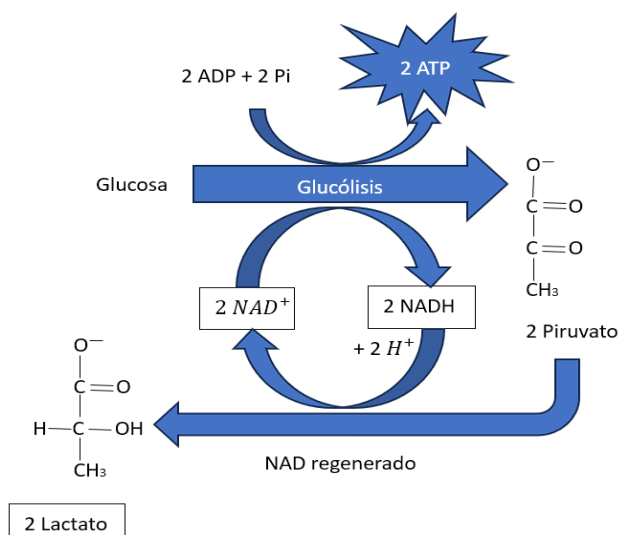 2 ADP + 2 Pi
2 ATP
Glucosa
Glucólisis
O⁻
C=O
C=O
CH₃
2 Piruvato
2 NAD⁺
2 NADH
+ 2 H⁺
O⁻
C=O
H—C—OH
CH₃
NAD regenerado
2 Lactato